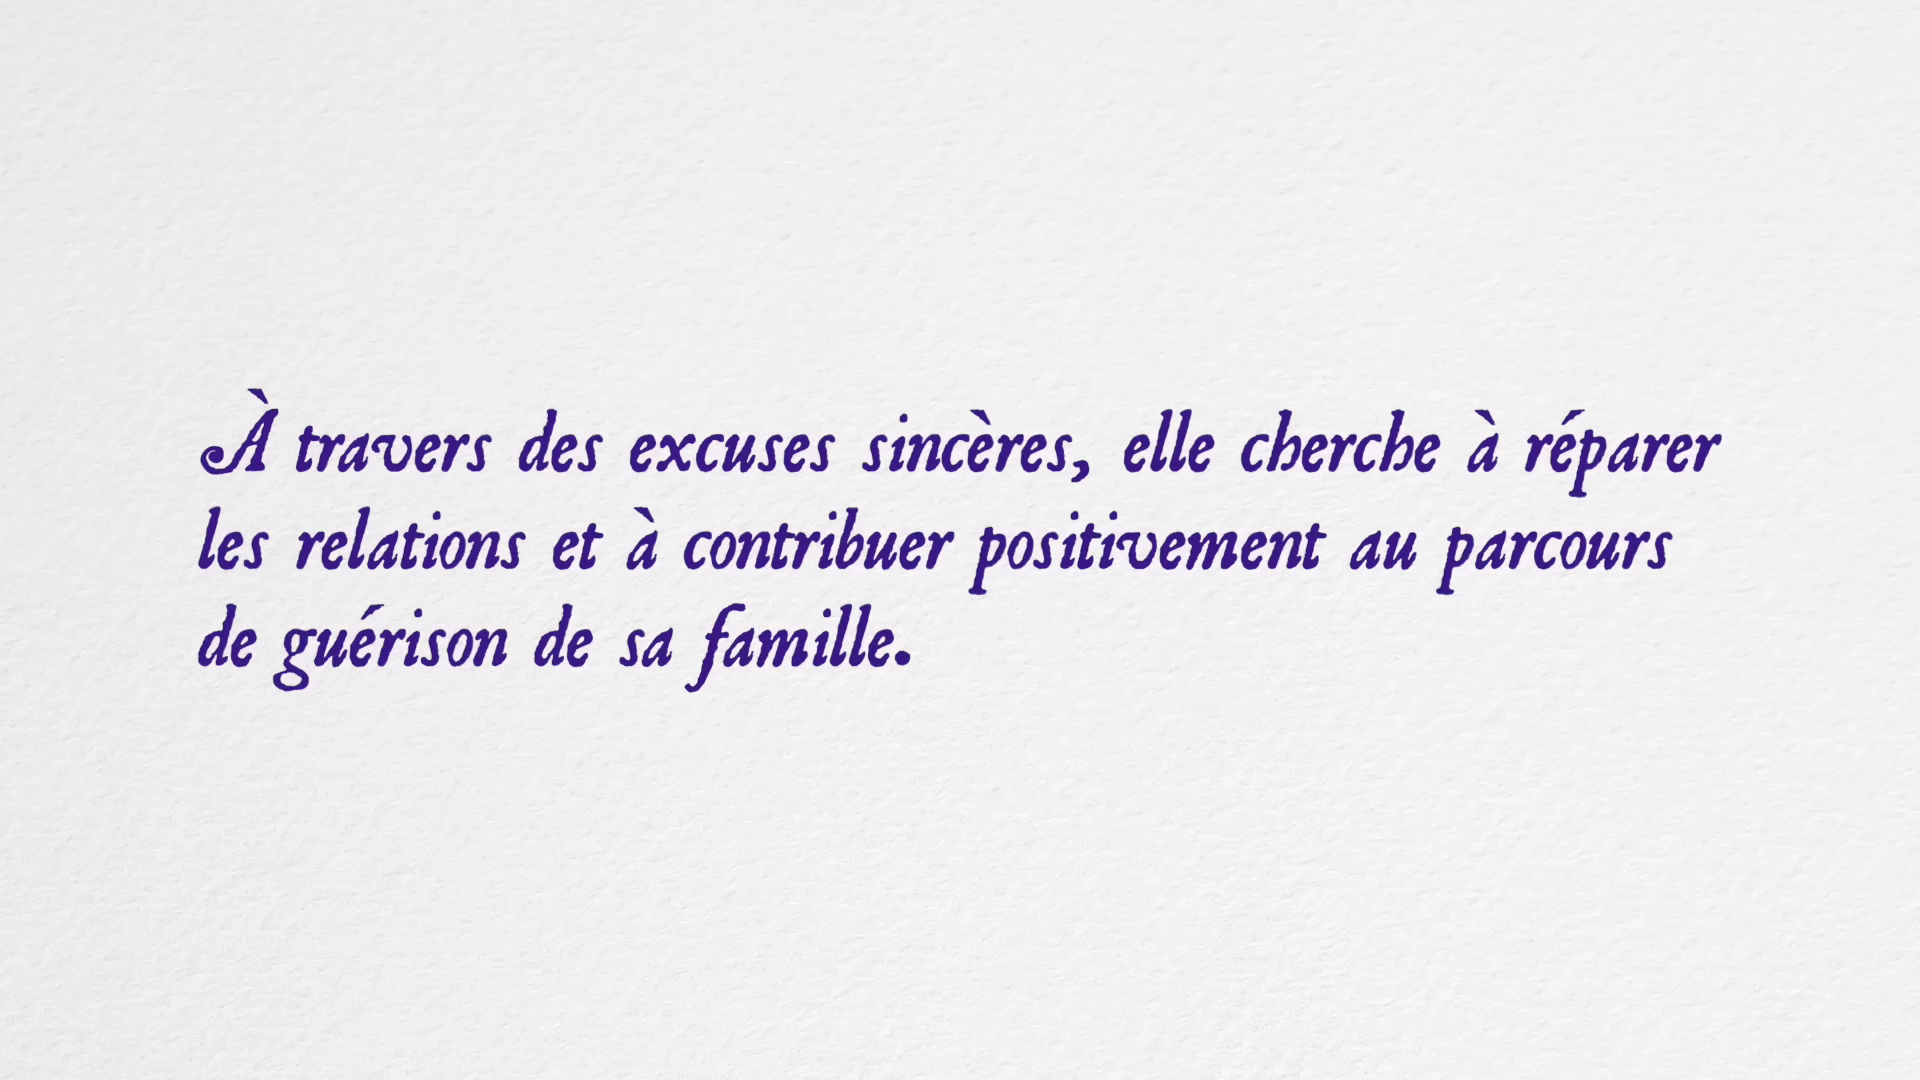 À travers des excuses sincères, elle cherche à réparer
les relations et à contribuer positivement au parcours
de guérison de sa famille.